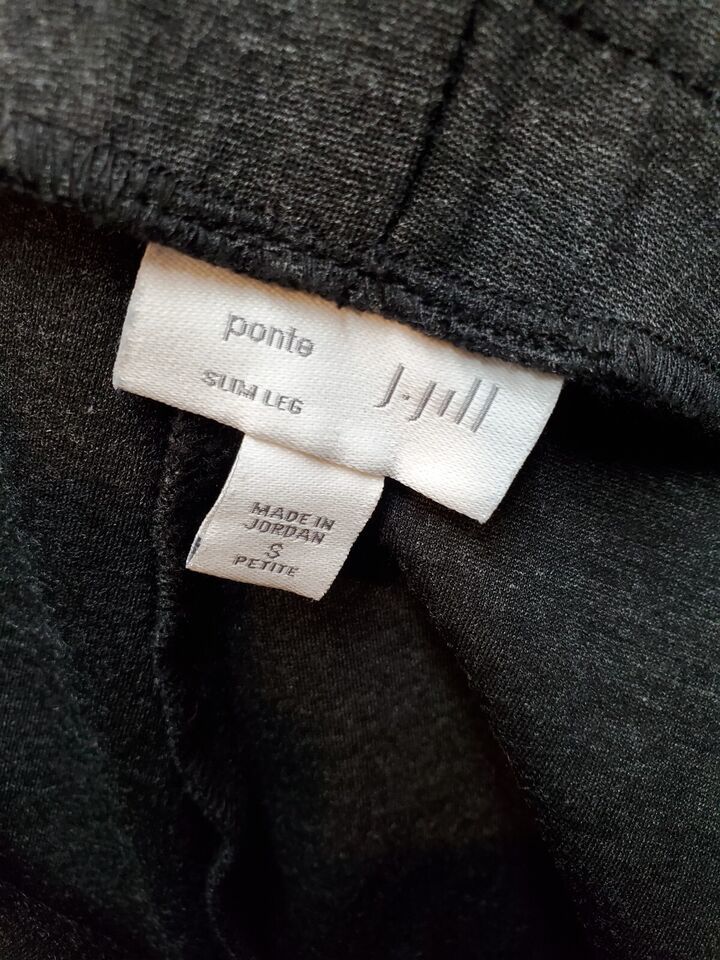 ponte
SLIM LEG
J.Jill
MADE IN
JORDAN
S
PETITE